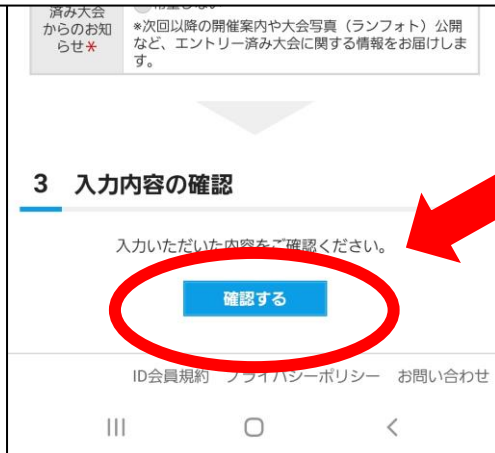 済み大会
からのお知
らせ*
希望しない
*次回以降の開催案内や大会写真（ランフォト）公開
など、エントリー済み大会に関する情報をお届けしま
す。
3 入力内容の確認
入力いただいた内容をご確認ください。
確認する
ID会員規約 プライバシーポリシー お問い合わせ